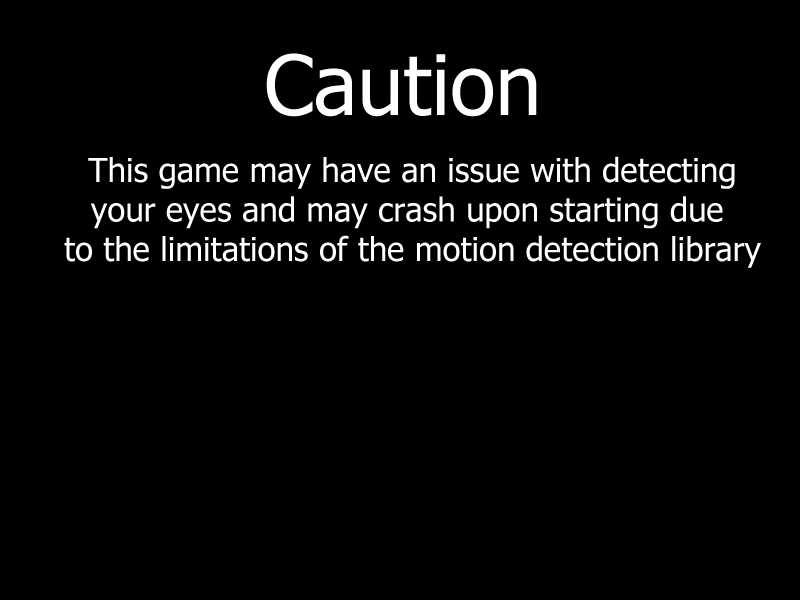 Caution
This game may have an issue with detecting
your eyes and may crash upon starting due
to the limitations of the motion detection library